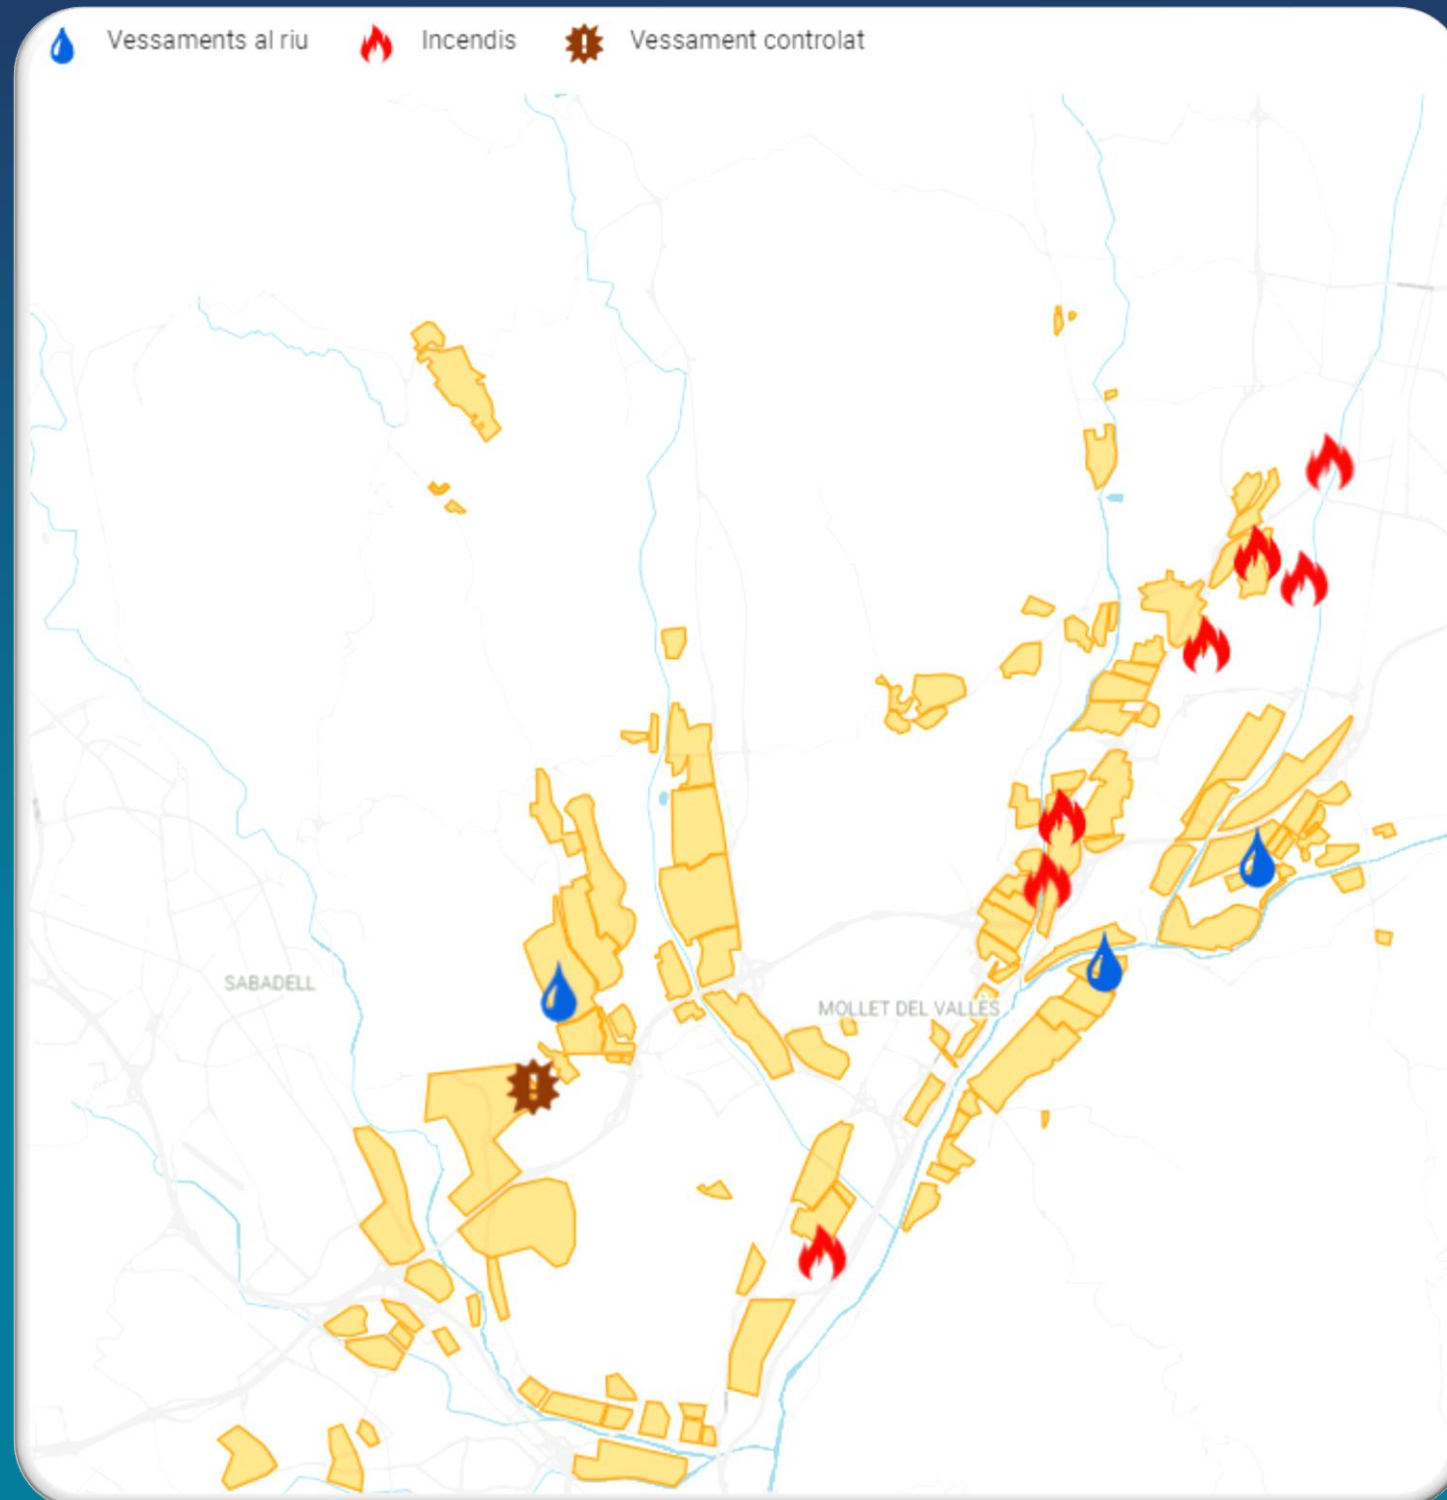 Vessaments al riu Incendis Vessament controlat
SABADELL
MOLLET DEL VALLÈS